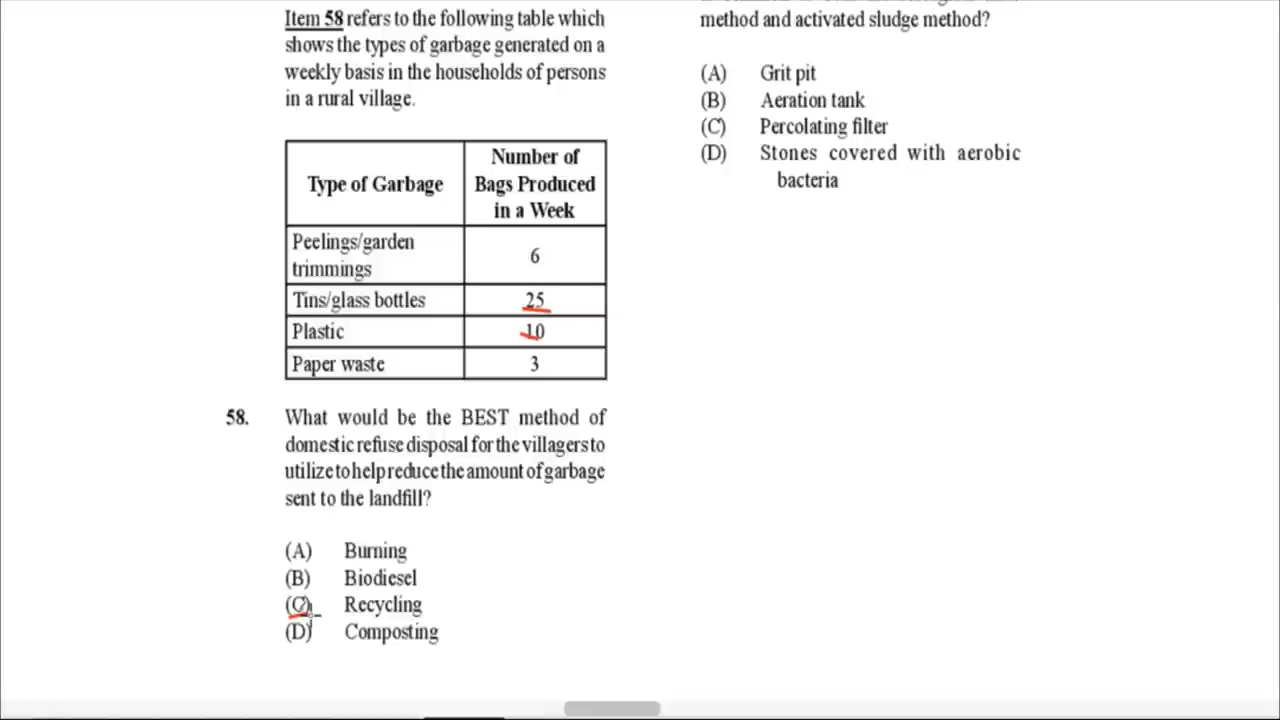 Item 58 refers to the following table which
shows the types of garbage generated on a
weekly basis in the households of persons
in a rural village.
Type of Garbage
Number of
Bags Produced
in a Week
Peelings/garden
trimmings
6
Tins/glass bottles
25
Plastic
10
Paper waste
3
58. What would be the BEST method of
domestic refuse disposal for the villagers to
utilize to help reduce the amount of garbage
sent to the landfill?
(A) Burning
(B) Biodiesel
(C) Recycling
(D) Composting
method and activated sludge method?
(A) Grit pit
(B) Aeration tank
(C) Percolating filter
(D) Stones covered with aerobic
bacteria